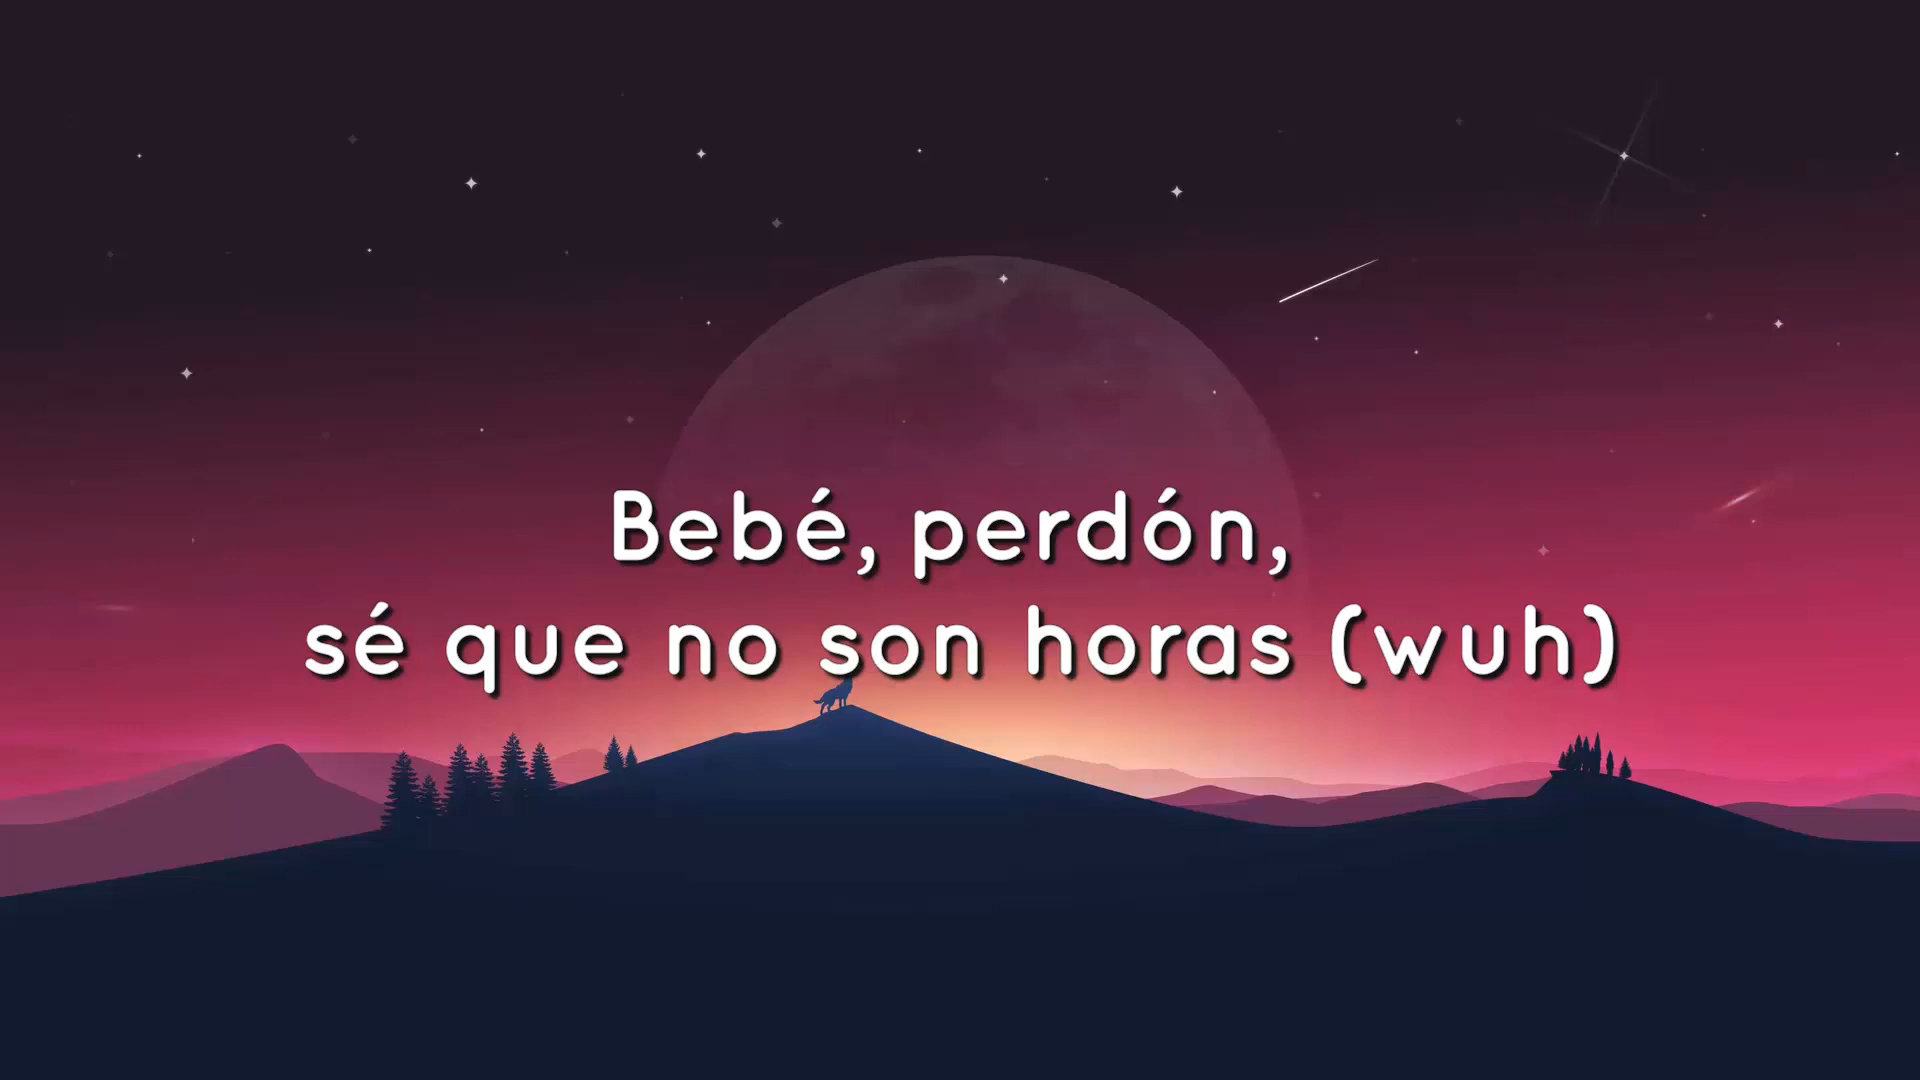 Bebé, perdón,
sé que no son horas (wuh)